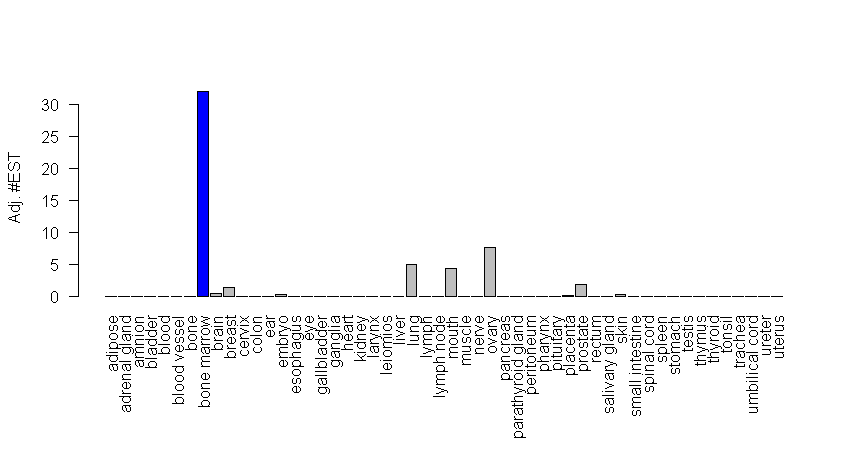 Adj. #EST
30
25
20
15
10
5
0
adipose
adrenal gland
amnion
bladder
blood
blood vessel
bone
bone marrow
brain
breast
cervix
colon
ear
embryo
esophagus
eye
gallbladder
ganglia
heart
kidney
larynx
leiomios
liver
lung
lymph
lymph node
mouth
muscle
nerve
ovary
pancreas
parathyroid gland
peritoneum
pharynx
pituitary
placenta
prostate
rectum
salivary gland
skin
small intestine
spinal cord
spleen
stomach
testis
thymus
thyroid
tonsil
trachea
umbilical cord
ureter
uterus